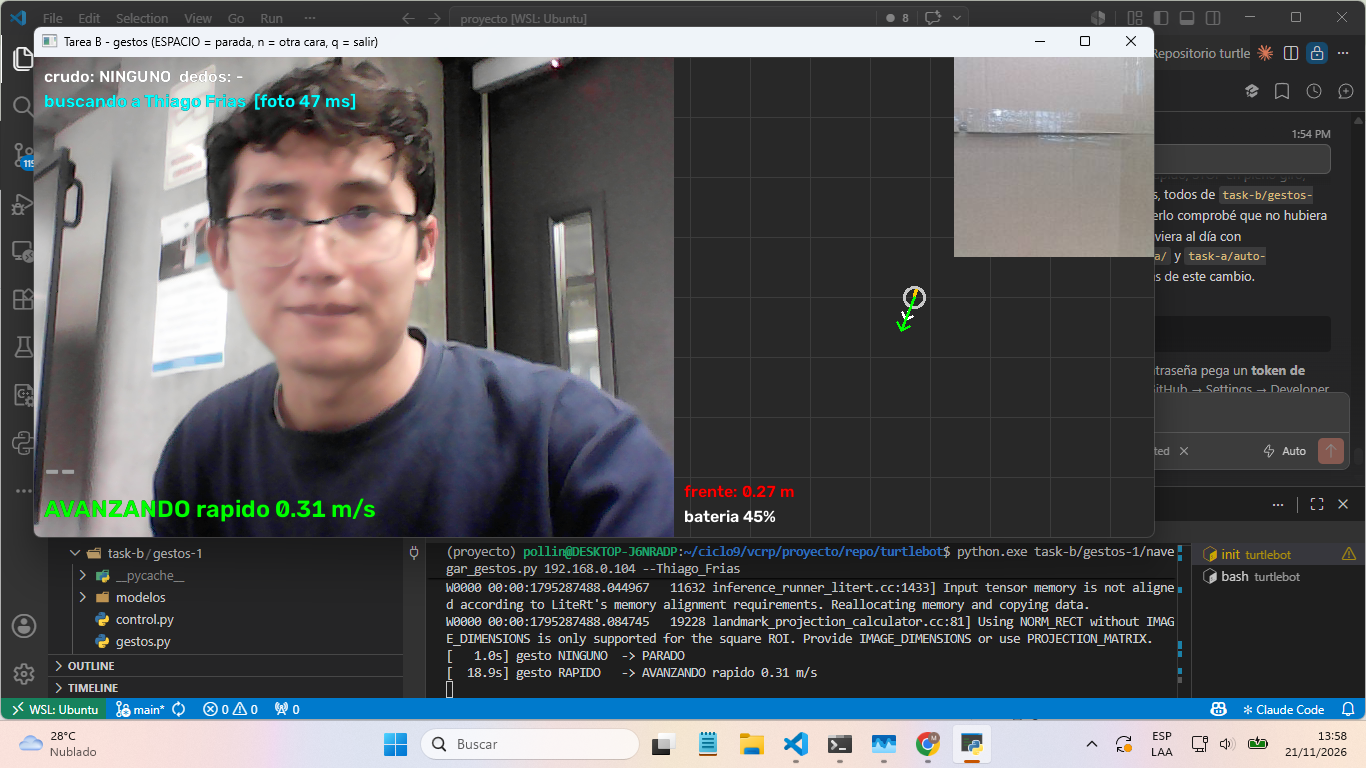 File Edit Selection View Go Run ···
proyecto [WSL: Ubuntu]
8
Tarea B - gestos (ESPACIO = parada, n = otra cara, q = salir)
crudo: NINGUNO dedos: -
buscando a Thiago Frias [foto 47 ms]
AVANZANDO rapido 0.31 m/s
frente: 0.27 m
bateria 45%
Repositorio turtle
1:54 PM
s, todos de task-b/gestos-
erlo comprobé que no hubiera
viera al día con
a/ y task-a/auto-
s de este cambio.
traseña pega un token de
itHub → Settings → Developer
ted
Auto
task-b / gestos-1
__pycache__
modelos
control.py
gestos.py
OUTLINE
TIMELINE
(proyecto) pollin@DESKTOP-J6NRADP:~/ciclo9/vcrp/proyecto/repo/turtlebot$ python.exe task-b/gestos-1/nave
gar_gestos.py 192.168.0.104 --Thiago_Frias
W0000 00:00:1795287488.044967 11632 inference_runner_litert.cc:1433] Input tensor memory is not aligne
d according to LiteRt's memory alignment requirements. Reallocating memory and copying data.
W0000 00:00:1795287488.084745 19228 landmark_projection_calculator.cc:81] Using NORM_RECT without IMAG
E_DIMENSIONS is only supported for the square ROI. Provide IMAGE_DIMENSIONS or use PROJECTION_MATRIX.
[ 1.0s] gesto NINGUNO -> PARADO
[ 18.9s] gesto RAPIDO -> AVANZANDO rapido 0.31 m/s
init turtlebot
bash turtlebot
WSL: Ubuntu
main*
0 0
0
Claude Code
28°C
Nublado
Buscar
ESP
LAA
13:58
21/11/2026